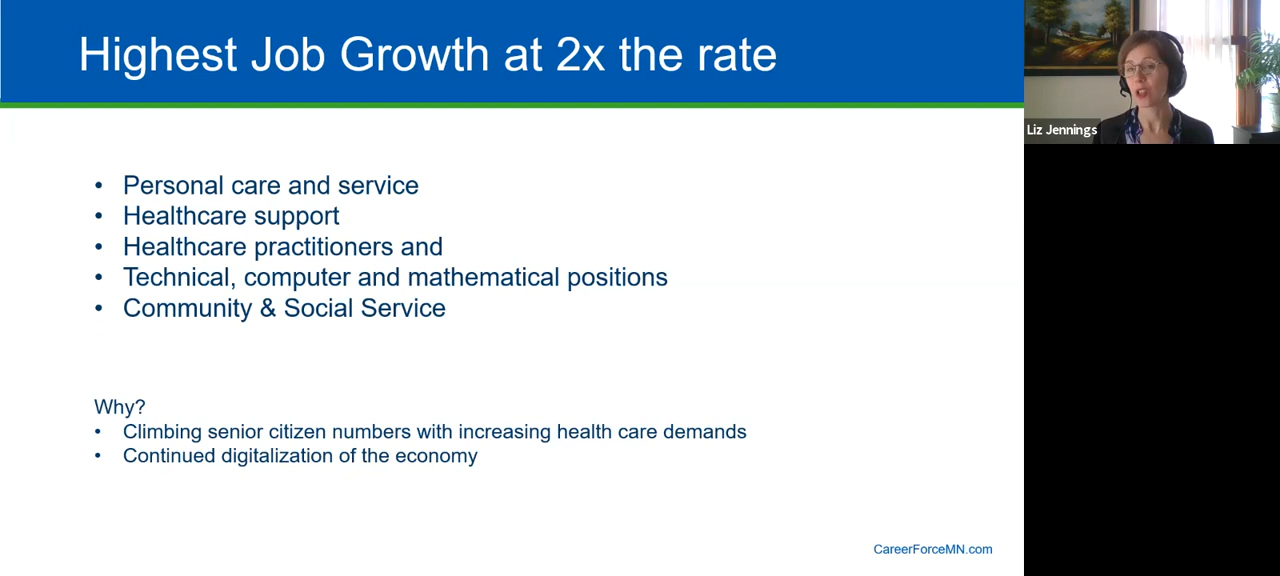 Highest Job Growth at 2x the rate
Liz Jennings
• Personal care and service
• Healthcare support
• Healthcare practitioners and
• Technical, computer and mathematical positions
• Community & Social Service
Why?
• Climbing senior citizen numbers with increasing health care demands
• Continued digitalization of the economy
CareerForceMN.com